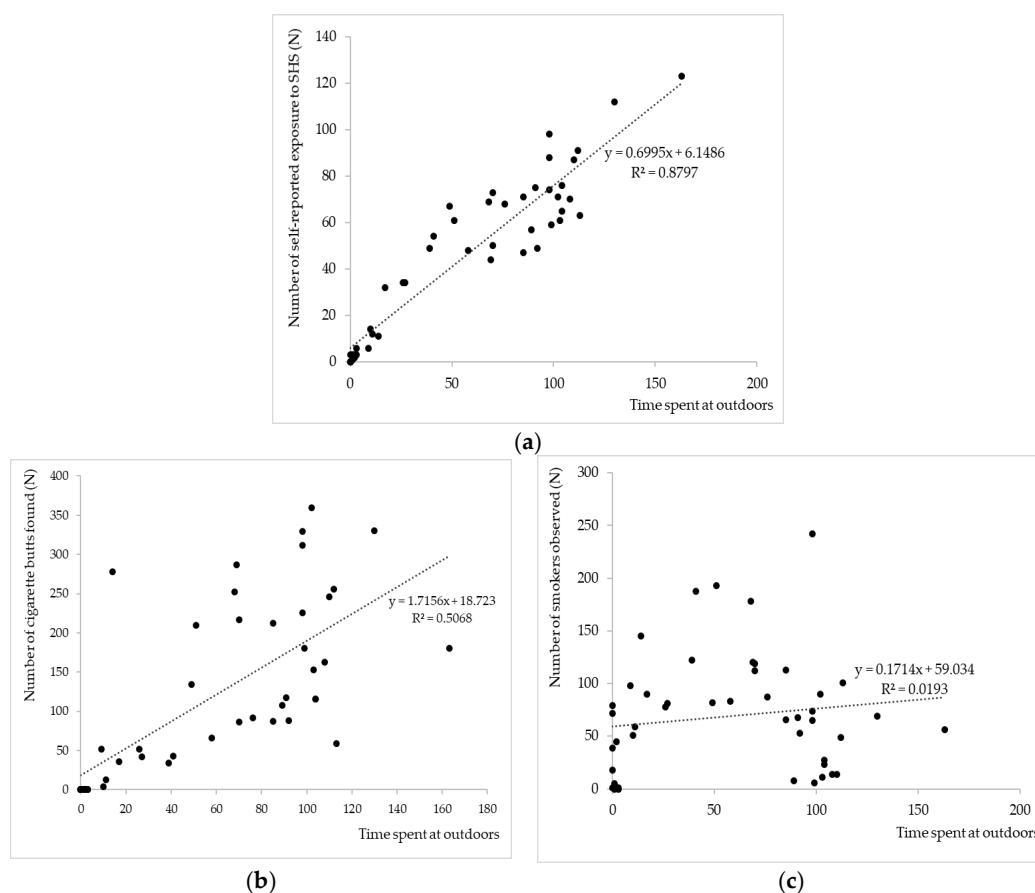 Number of self-reported exposure to SHS (N)
140
120
100
80
60
40
20
0
0 50 100 150 200
Time spent at outdoors
y = 0.6995x + 6.1486
R² = 0.8797
(a)
Number of cigarette butts found (N)
400
350
300
250
200
150
100
50
0
0 20 40 60 80 100 120 140 160 180
Time spent at outdoors
y = 1.7156x + 18.723
R² = 0.5068
(b)
Number of smokers observed (N)
300
250
200
150
100
50
0
0 50 100 150 200
Time spent at outdoors
y = 0.1714x + 59.034
R² = 0.0193
(c)